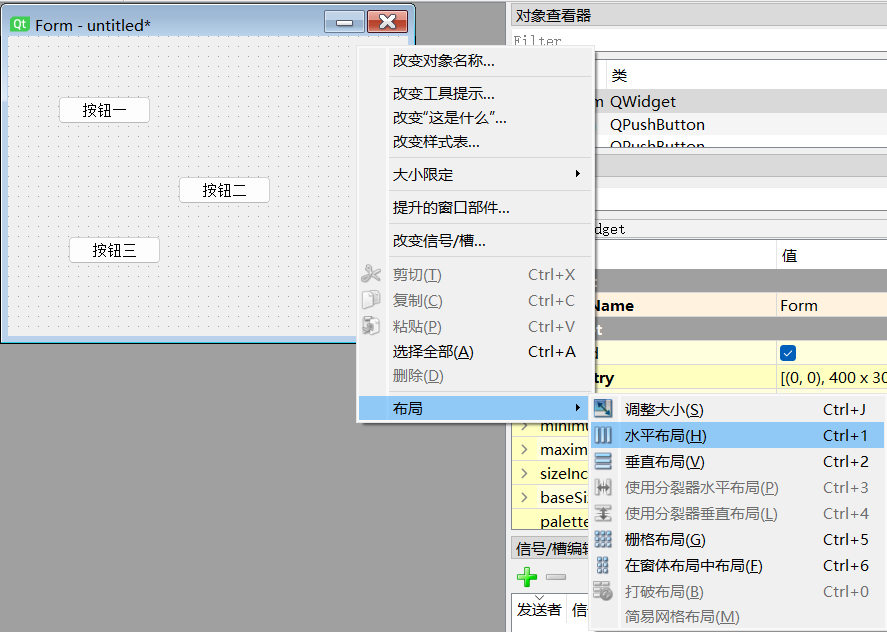 Qt Form - untitled*
按钮一
按钮二
按钮三
改变对象名称...
改变工具提示...
改变“这是什么”...
改变样式表...
大小限定
提升的窗口部件...
改变信号/槽...
剪切(T) Ctrl+X
复制(C) Ctrl+C
粘贴(P) Ctrl+V
选择全部(A) Ctrl+A
删除(D)
布局
对象查看器
Filter
类
m QWidget
QPushButton
QPushButton
dget
值
Name Form
t
d
try [(0, 0), 400 x 30
minimu
maxim
sizeInc
baseSi
palette
信号/槽编辑
发送者 信
调整大小(S) Ctrl+J
水平布局(H) Ctrl+1
垂直布局(V) Ctrl+2
使用分裂器水平布局(P) Ctrl+3
使用分裂器垂直布局(L) Ctrl+4
栅格布局(G) Ctrl+5
在窗体布局中布局(F) Ctrl+6
打破布局(B) Ctrl+0
简易网格布局(M)